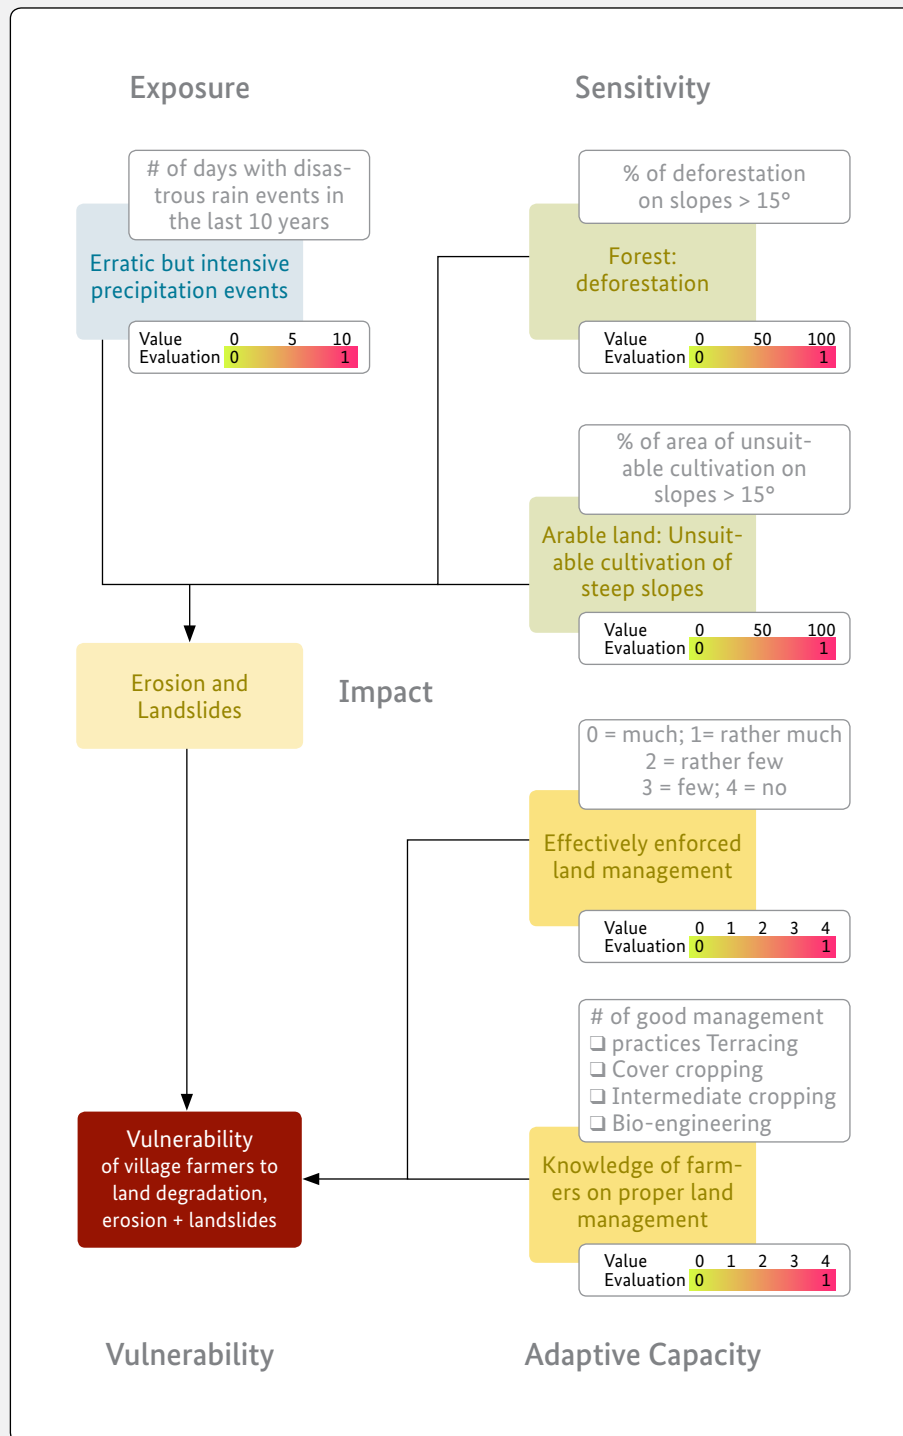 Exposure
Sensitivity
# of days with disas-
trous rain events in
the last 10 years
Erratic but intensive
precipitation events
Value 0 5 10
Evaluation 0 1
% of deforestation
on slopes > 15°
Forest:
deforestation
Value 0 50 100
Evaluation 0 1
% of area of unsuit-
able cultivation on
slopes > 15°
Arable land: Unsuit-
able cultivation of
steep slopes
Value 0 50 100
Evaluation 0 1
Erosion and
Landslides
Impact
0 = much; 1= rather much
2 = rather few
3 = few; 4 = no
Effectively enforced
land management
Value 0 1 2 3 4
Evaluation 0 1
# of good management
❑ practices Terracing
❑ Cover cropping
❑ Intermediate cropping
❑ Bio-engineering
Knowledge of farm-
ers on proper land
management
Value 0 1 2 3 4
Evaluation 0 1
Vulnerability
of village farmers to
land degradation,
erosion + landslides
Vulnerability
Adaptive Capacity